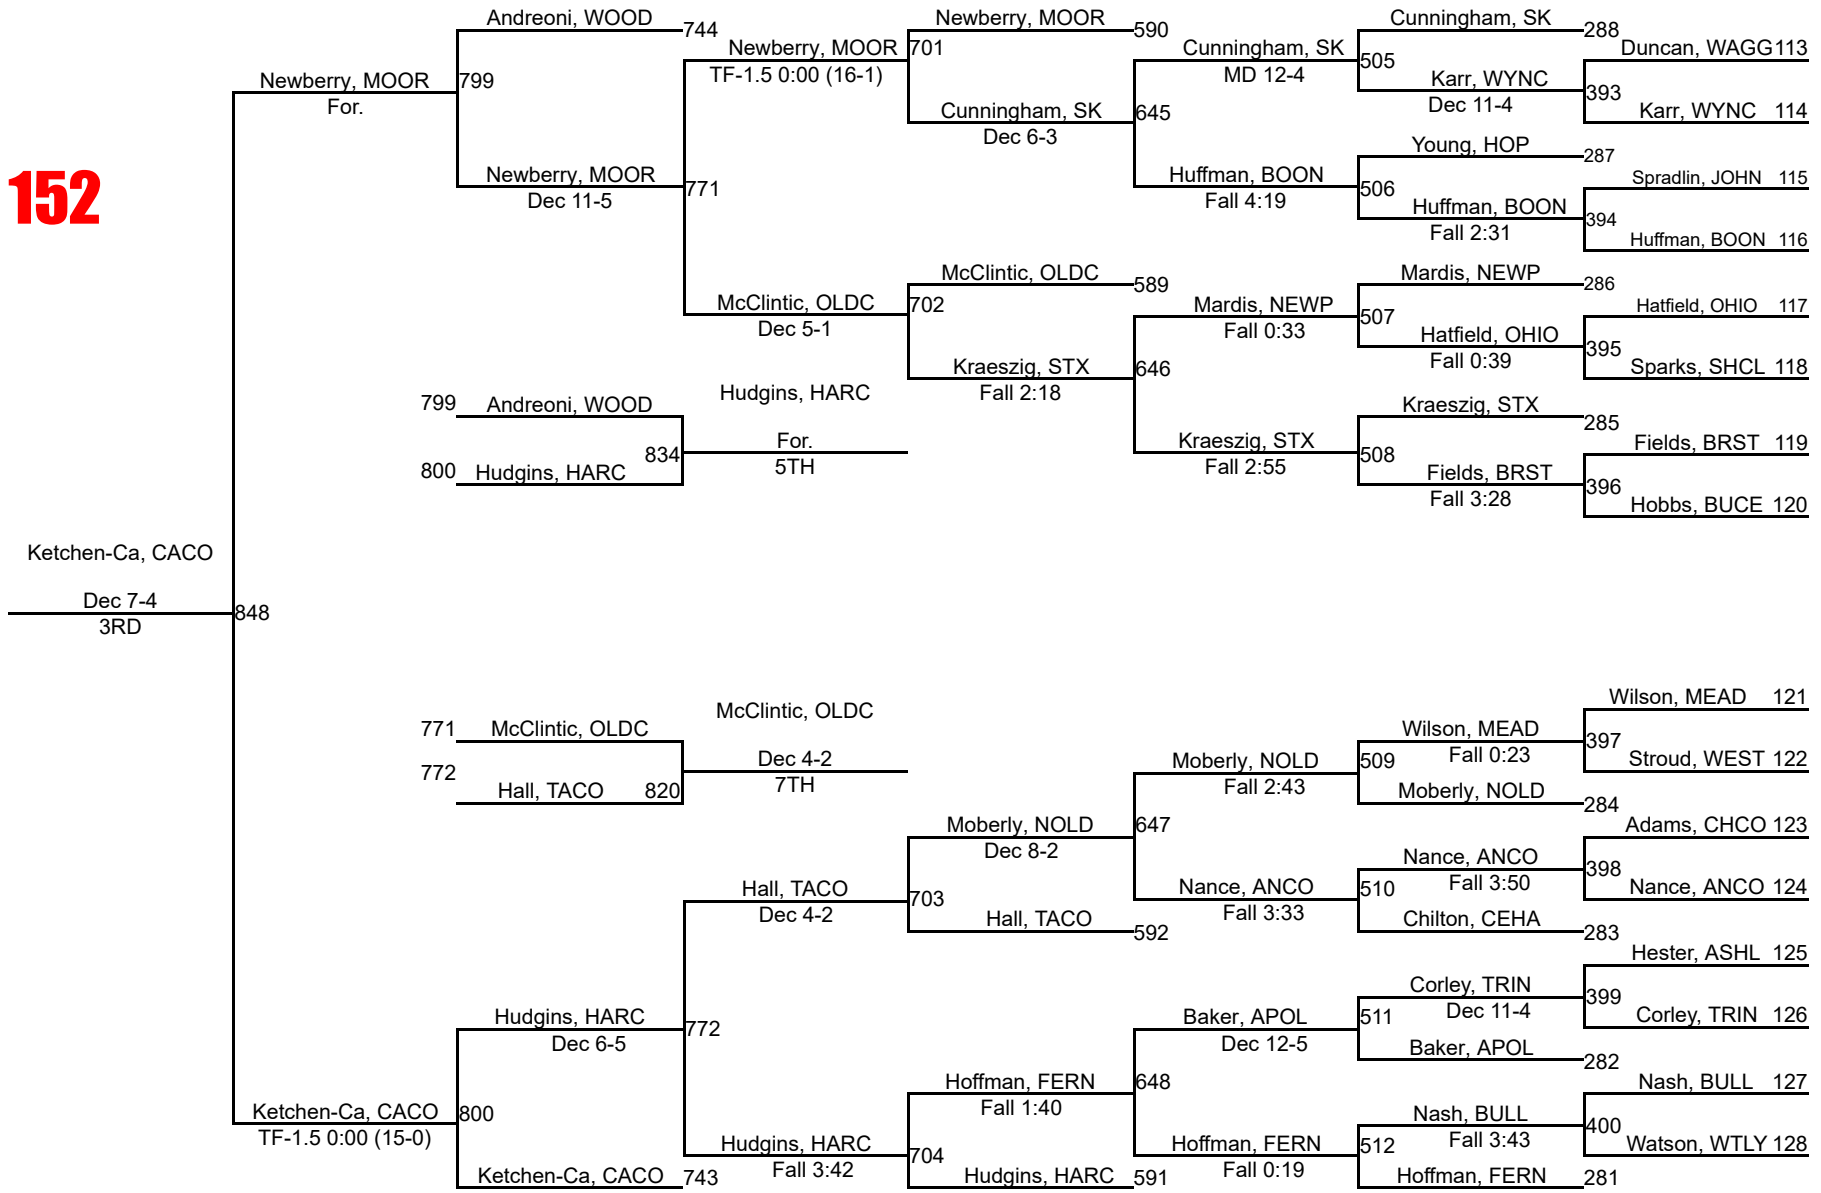 Andreoni, WOOD
744
Newberry, MOOR
590
Cunningham, SK
288
Newberry, MOOR
701
TF-1.5 0:00 (16-1)
Cunningham, SK
MD 12-4
505
Duncan, WAGG 113
Karr, WYNC
Dec 11-4
393
Karr, WYNC 114
Newberry, MOOR
For.
799
Cunningham, SK
Dec 6-3
645
Young, HOP
287
152
Newberry, MOOR
Dec 11-5
771
Huffman, BOON
Fall 4:19
506
Spradlin, JOHN 115
Huffman, BOON
Fall 2:31
394
Huffman, BOON 116
McClintic, OLDC
589
Mardis, NEWP
286
McClintic, OLDC
Dec 5-1
702
Mardis, NEWP
Fall 0:33
507
Hatfield, OHIO 117
Hatfield, OHIO
Fall 0:39
395
Sparks, SHCL 118
Kraeszig, STX
Fall 2:18
646
Hudgins, HARC
799
Andreoni, WOOD
Kraeszig, STX
285
For.
5TH
834
800
Hudgins, HARC
Kraeszig, STX
Fall 2:55
508
Fields, BRST 119
Fields, BRST
Fall 3:28
396
Hobbs, BUCE 120
Ketchen-Ca, CACO
Dec 7-4
3RD
848
Wilson, MEAD 121
McClintic, OLDC
771
McClintic, OLDC
Wilson, MEAD
Fall 0:23
397
Stroud, WEST 122
772
Hall, TACO
820
Dec 4-2
7TH
Moberly, NOLD
Fall 2:43
509
Moberly, NOLD
284
Moberly, NOLD
Dec 8-2
647
Adams, CHCO 123
Nance, ANCO
Fall 3:50
398
Nance, ANCO 124
Hall, TACO
Dec 4-2
703
Nance, ANCO
Fall 3:33
510
Hall, TACO
592
Chilton, CEHA
283
Hester, ASHL 125
Corley, TRIN
Dec 11-4
399
Corley, TRIN 126
Hudgins, HARC
Dec 6-5
772
Baker, APOL
Dec 12-5
511
Baker, APOL
282
Hoffman, FERN
Fall 1:40
648
Nash, BULL 127
Ketchen-Ca, CACO
TF-1.5 0:00 (15-0)
800
Nash, BULL
Fall 3:43
400
Watson, WTLY 128
Hudgins, HARC
Fall 3:42
704
Hoffman, FERN
Fall 0:19
512
Ketchen-Ca, CACO
743
Hudgins, HARC
591
Hoffman, FERN
281